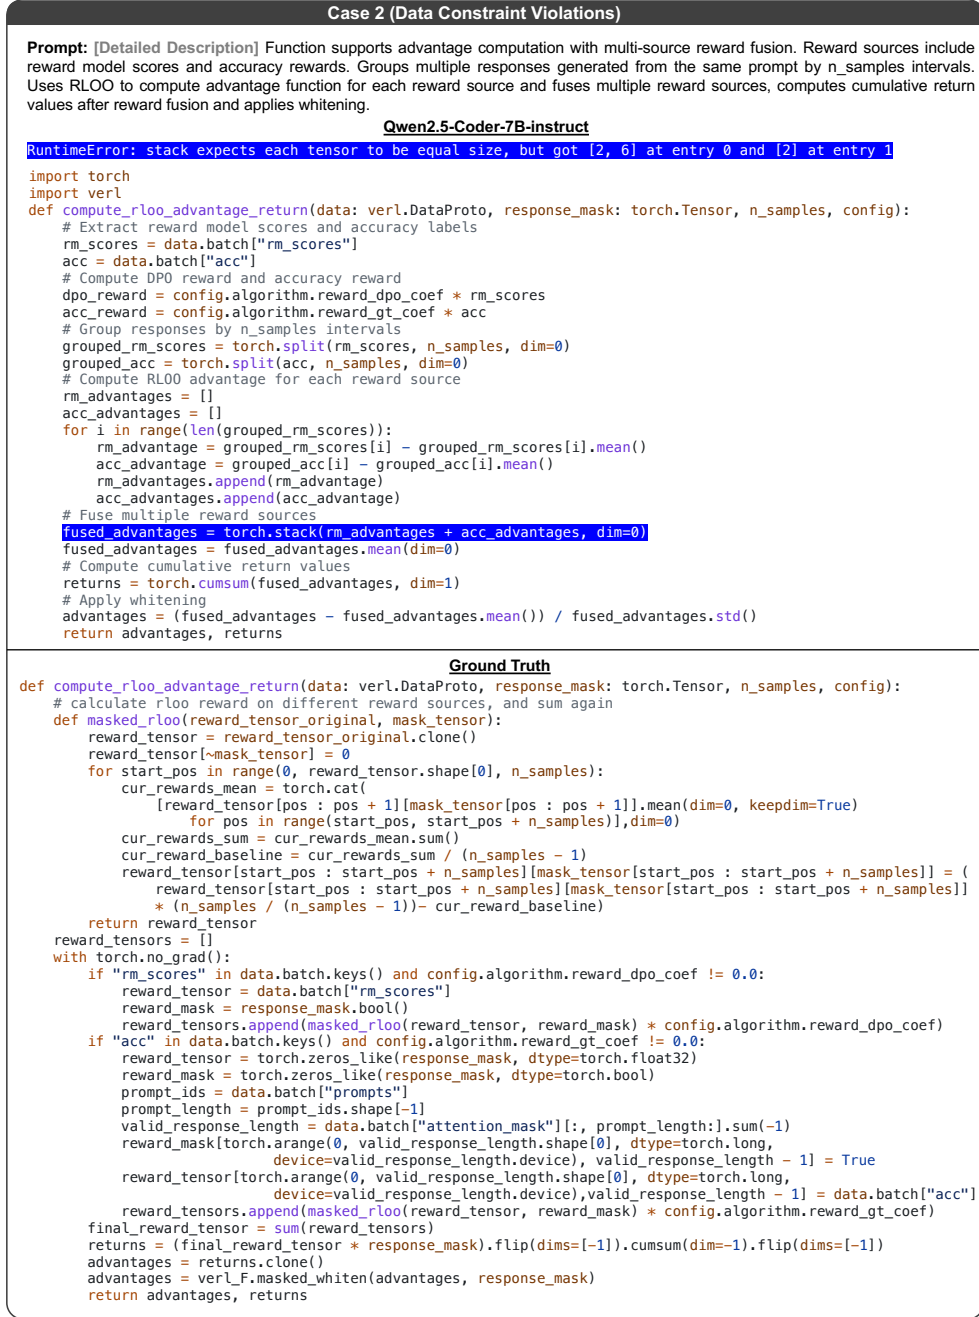 Case 2 (Data Constraint Violations)
Prompt: [Detailed Description] Function supports advantage computation with multi-source reward fusion. Reward sources include
reward model scores and accuracy rewards. Groups multiple responses generated from the same prompt by n_samples intervals.
Uses RLOO to compute advantage function for each reward source and fuses multiple reward sources, computes cumulative return
values after reward fusion and applies whitening.
Qwen2.5-Coder-7B-instruct
RuntimeError: stack expects each tensor to be equal size, but got [2, 6] at entry 0 and [2] at entry 1
import torch
import verl
def compute_rloo_advantage_return(data: verl.DataProto, response_mask: torch.Tensor, n_samples, config):
    # Extract reward model scores and accuracy labels
    rm_scores = data.batch["rm_scores"]
    acc = data.batch["acc"]
    # Compute DPO reward and accuracy reward
    dpo_reward = config.algorithm.reward_dpo_coef * rm_scores
    acc_reward = config.algorithm.reward_gt_coef * acc
    # Group responses by n_samples intervals
    grouped_rm_scores = torch.split(rm_scores, n_samples, dim=0)
    grouped_acc = torch.split(acc, n_samples, dim=0)
    # Compute RLOO advantage for each reward source
    rm_advantages = []
    acc_advantages = []
    for i in range(len(grouped_rm_scores)):
        rm_advantage = grouped_rm_scores[i] - grouped_rm_scores[i].mean()
        acc_advantage = grouped_acc[i] - grouped_acc[i].mean()
        rm_advantages.append(rm_advantage)
        acc_advantages.append(acc_advantage)
    # Fuse multiple reward sources
    fused_advantages = torch.stack(rm_advantages + acc_advantages, dim=0)
    fused_advantages = fused_advantages.mean(dim=0)
    # Compute cumulative return values
    returns = torch.cumsum(fused_advantages, dim=1)
    # Apply whitening
    advantages = (fused_advantages - fused_advantages.mean()) / fused_advantages.std()
    return advantages, returns
Ground Truth
def compute_rloo_advantage_return(data: verl.DataProto, response_mask: torch.Tensor, n_samples, config):
    # calculate rloo reward on different reward sources, and sum again
    def masked_rloo(reward_tensor_original, mask_tensor):
        reward_tensor = reward_tensor_original.clone()
        reward_tensor[~mask_tensor] = 0
        for start_pos in range(0, reward_tensor.shape[0], n_samples):
            cur_rewards_mean = torch.cat(
                [reward_tensor[pos : pos + 1][mask_tensor[pos : pos + 1]].mean(dim=0, keepdim=True)
                    for pos in range(start_pos, start_pos + n_samples)],dim=0)
            cur_rewards_sum = cur_rewards_mean.sum()
            cur_reward_baseline = cur_rewards_sum / (n_samples - 1)
            reward_tensor[start_pos : start_pos + n_samples][mask_tensor[start_pos : start_pos + n_samples]] = (
                reward_tensor[start_pos : start_pos + n_samples][mask_tensor[start_pos : start_pos + n_samples]]
                * (n_samples / (n_samples - 1))- cur_reward_baseline)
        return reward_tensor
    reward_tensors = []
    with torch.no_grad():
        if "rm_scores" in data.batch.keys() and config.algorithm.reward_dpo_coef != 0.0:
            reward_tensor = data.batch["rm_scores"]
            reward_mask = response_mask.bool()
            reward_tensors.append(masked_rloo(reward_tensor, reward_mask) * config.algorithm.reward_dpo_coef)
        if "acc" in data.batch.keys() and config.algorithm.reward_gt_coef != 0.0:
            reward_tensor = torch.zeros_like(response_mask, dtype=torch.float32)
            reward_mask = torch.zeros_like(response_mask, dtype=torch.bool)
            prompt_ids = data.batch["prompts"]
            prompt_length = prompt_ids.shape[-1]
            valid_response_length = data.batch["attention_mask"][:, prompt_length:].sum(-1)
            reward_mask[torch.arange(0, valid_response_length.shape[0], dtype=torch.long,
                              device=valid_response_length.device), valid_response_length - 1] = True
            reward_tensor[torch.arange(0, valid_response_length.shape[0], dtype=torch.long,
                              device=valid_response_length.device),valid_response_length - 1] = data.batch["acc"]
            reward_tensors.append(masked_rloo(reward_tensor, reward_mask) * config.algorithm.reward_gt_coef)
        final_reward_tensor = sum(reward_tensors)
        returns = (final_reward_tensor * response_mask).flip(dims=[-1]).cumsum(dim=-1).flip(dims=[-1])
        advantages = returns.clone()
        advantages = verl_F.masked_whiten(advantages, response_mask)
        return advantages, returns